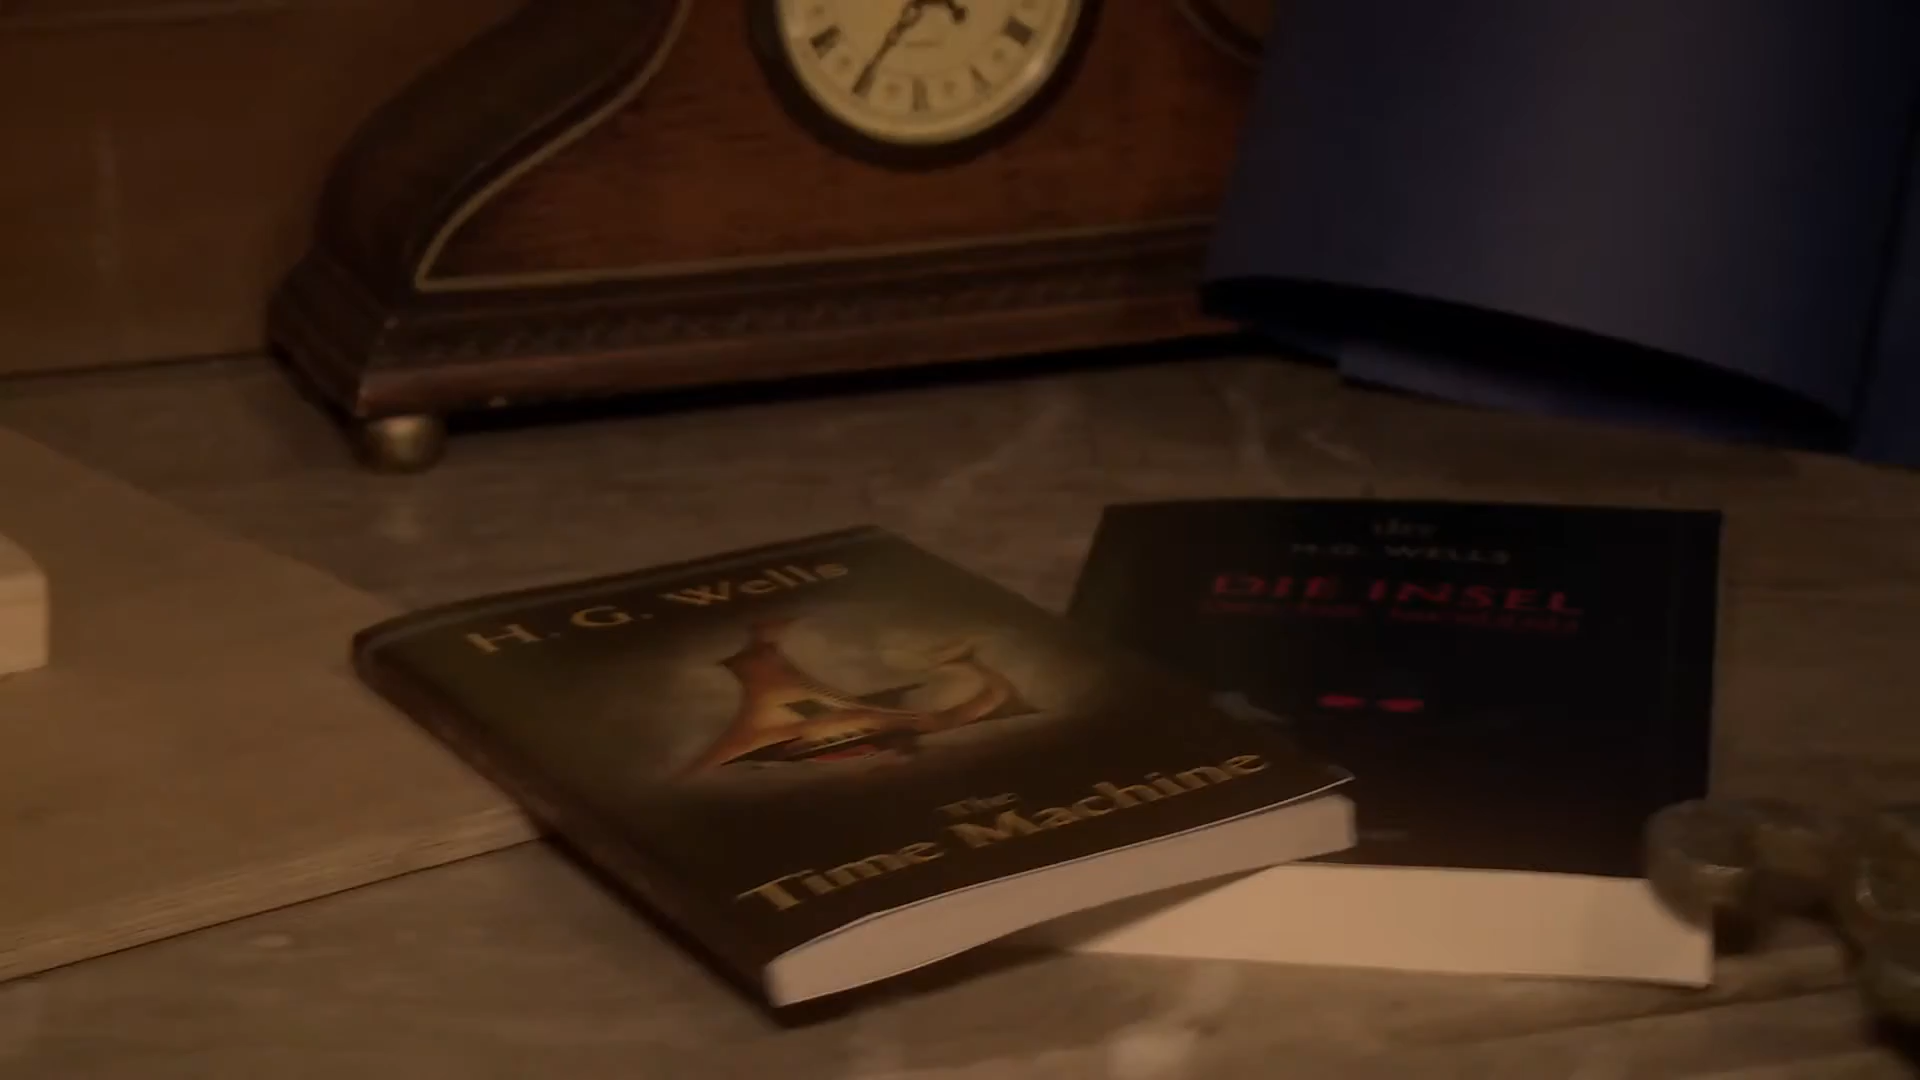 H. G. Wells
The
Time Machine
H.G. WELLS
DIE INSEL